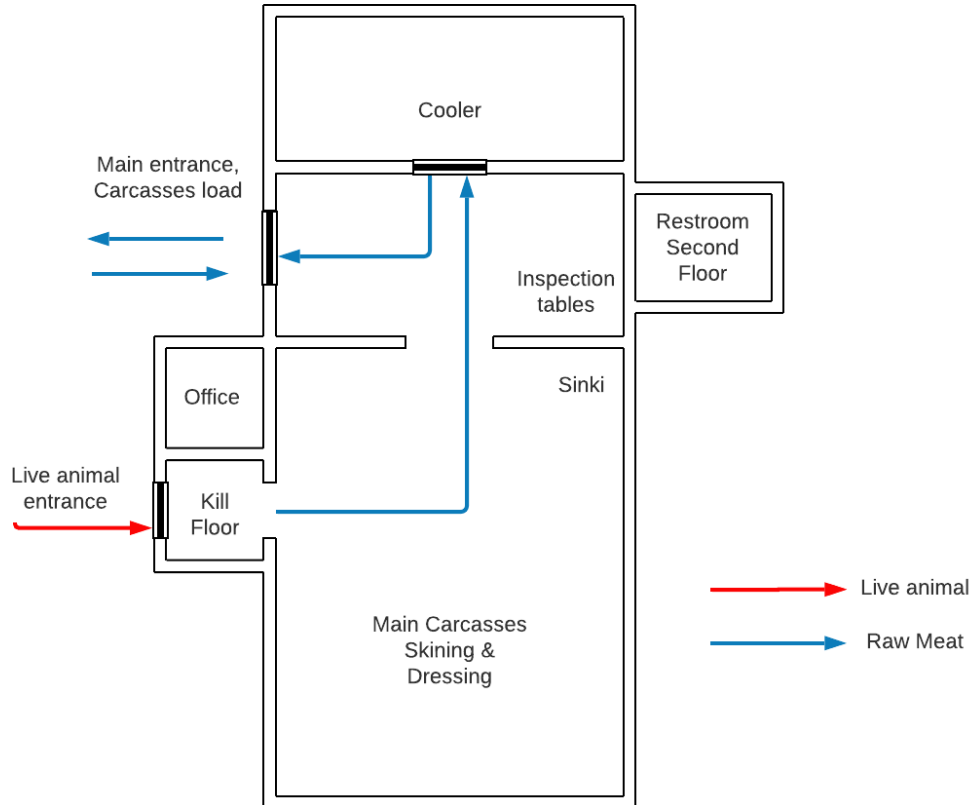 Cooler
Main entrance,
Carcasses load
Restroom
Second
Floor
Inspection
tables
Sinki
Office
Live animal
entrance
Kill
Floor
Main Carcasses
Skining &
Dressing
Live animal
Raw Meat